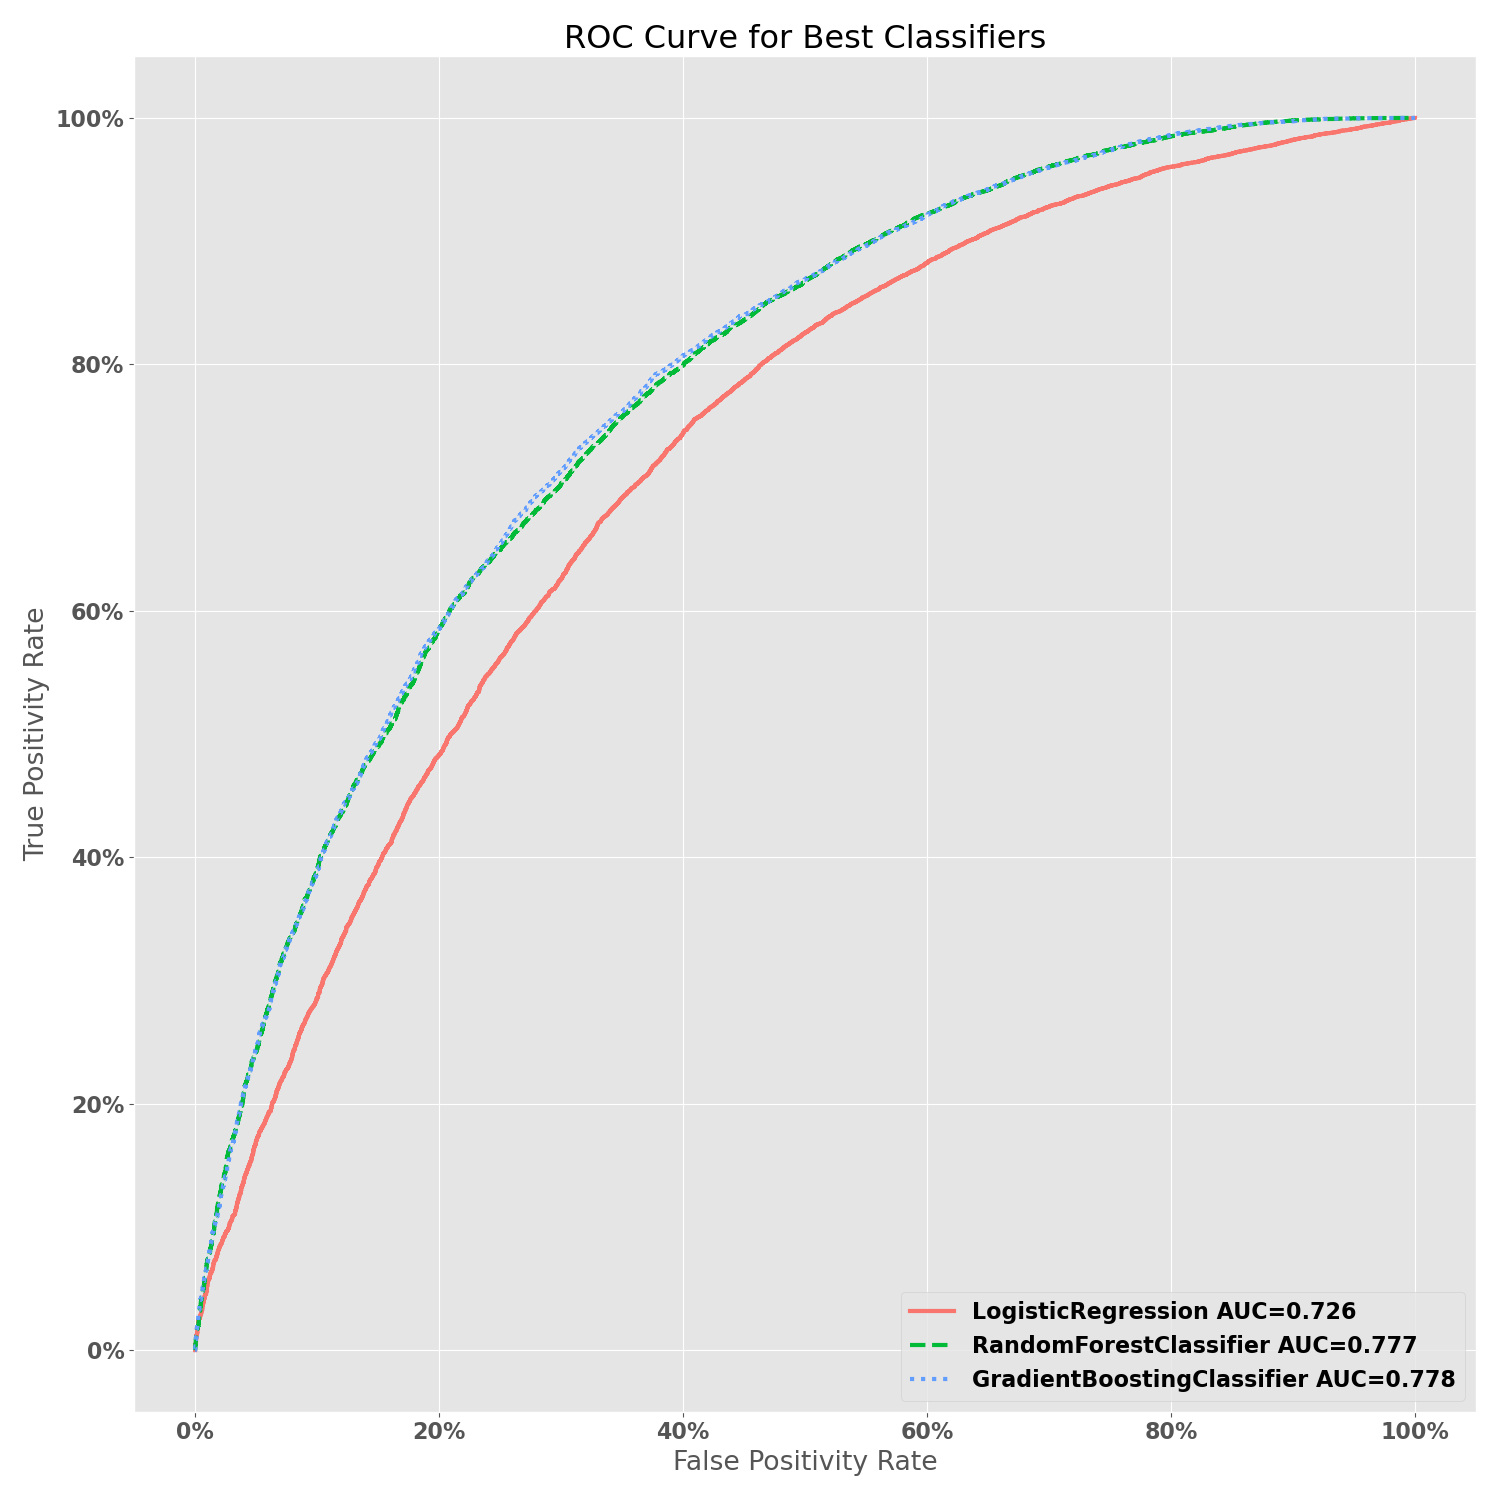 ROC Curve for Best Classifiers
100%
80%
60%
40%
20%
0%
True Positivity Rate
LogisticRegression AUC=0.726
RandomForestClassifier AUC=0.777
GradientBoostingClassifier AUC=0.778
0% 20% 40% 60% 80% 100%
False Positivity Rate